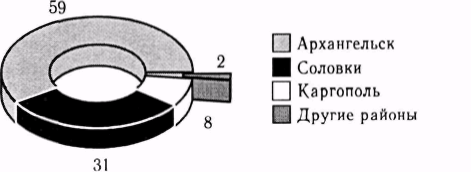 59
2
8
31
Архангельск
Соловки
Каргополь
Другие районы